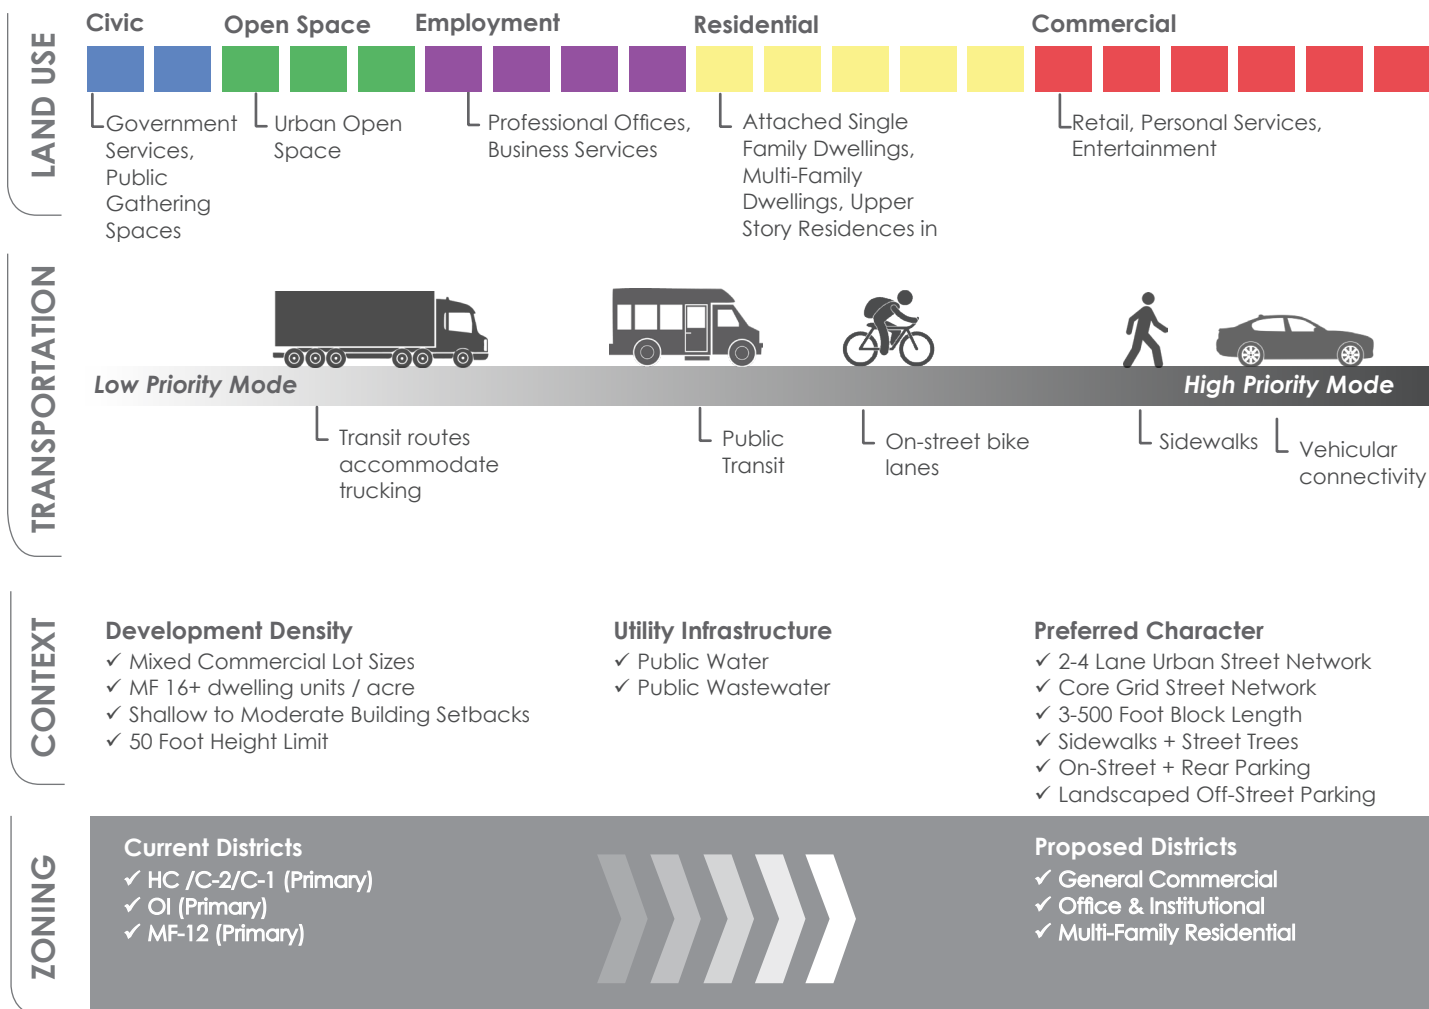 LAND USE
Civic
Open Space
Employment
Residential
Commercial
Government
Services,
Public
Gathering
Spaces
Urban Open
Space
Professional Offices,
Business Services
Attached Single
Family Dwellings,
Multi-Family
Dwellings, Upper
Story Residences in
Retail, Personal Services,
Entertainment
TRANSPORTATION
Low Priority Mode
High Priority Mode
Transit routes
accommodate
trucking
Public
Transit
On-street bike
lanes
Sidewalks
Vehicular
connectivity
CONTEXT
Development Density
✓ Mixed Commercial Lot Sizes
✓ MF 16+ dwelling units / acre
✓ Shallow to Moderate Building Setbacks
✓ 50 Foot Height Limit
Utility Infrastructure
✓ Public Water
✓ Public Wastewater
Preferred Character
✓ 2-4 Lane Urban Street Network
✓ Core Grid Street Network
✓ 3-500 Foot Block Length
✓ Sidewalks + Street Trees
✓ On-Street + Rear Parking
✓ Landscaped Off-Street Parking
ZONING
Current Districts
✓ HC /C-2/C-1 (Primary)
✓ OI (Primary)
✓ MF-12 (Primary)
Proposed Districts
✓ General Commercial
✓ Office & Institutional
✓ Multi-Family Residential